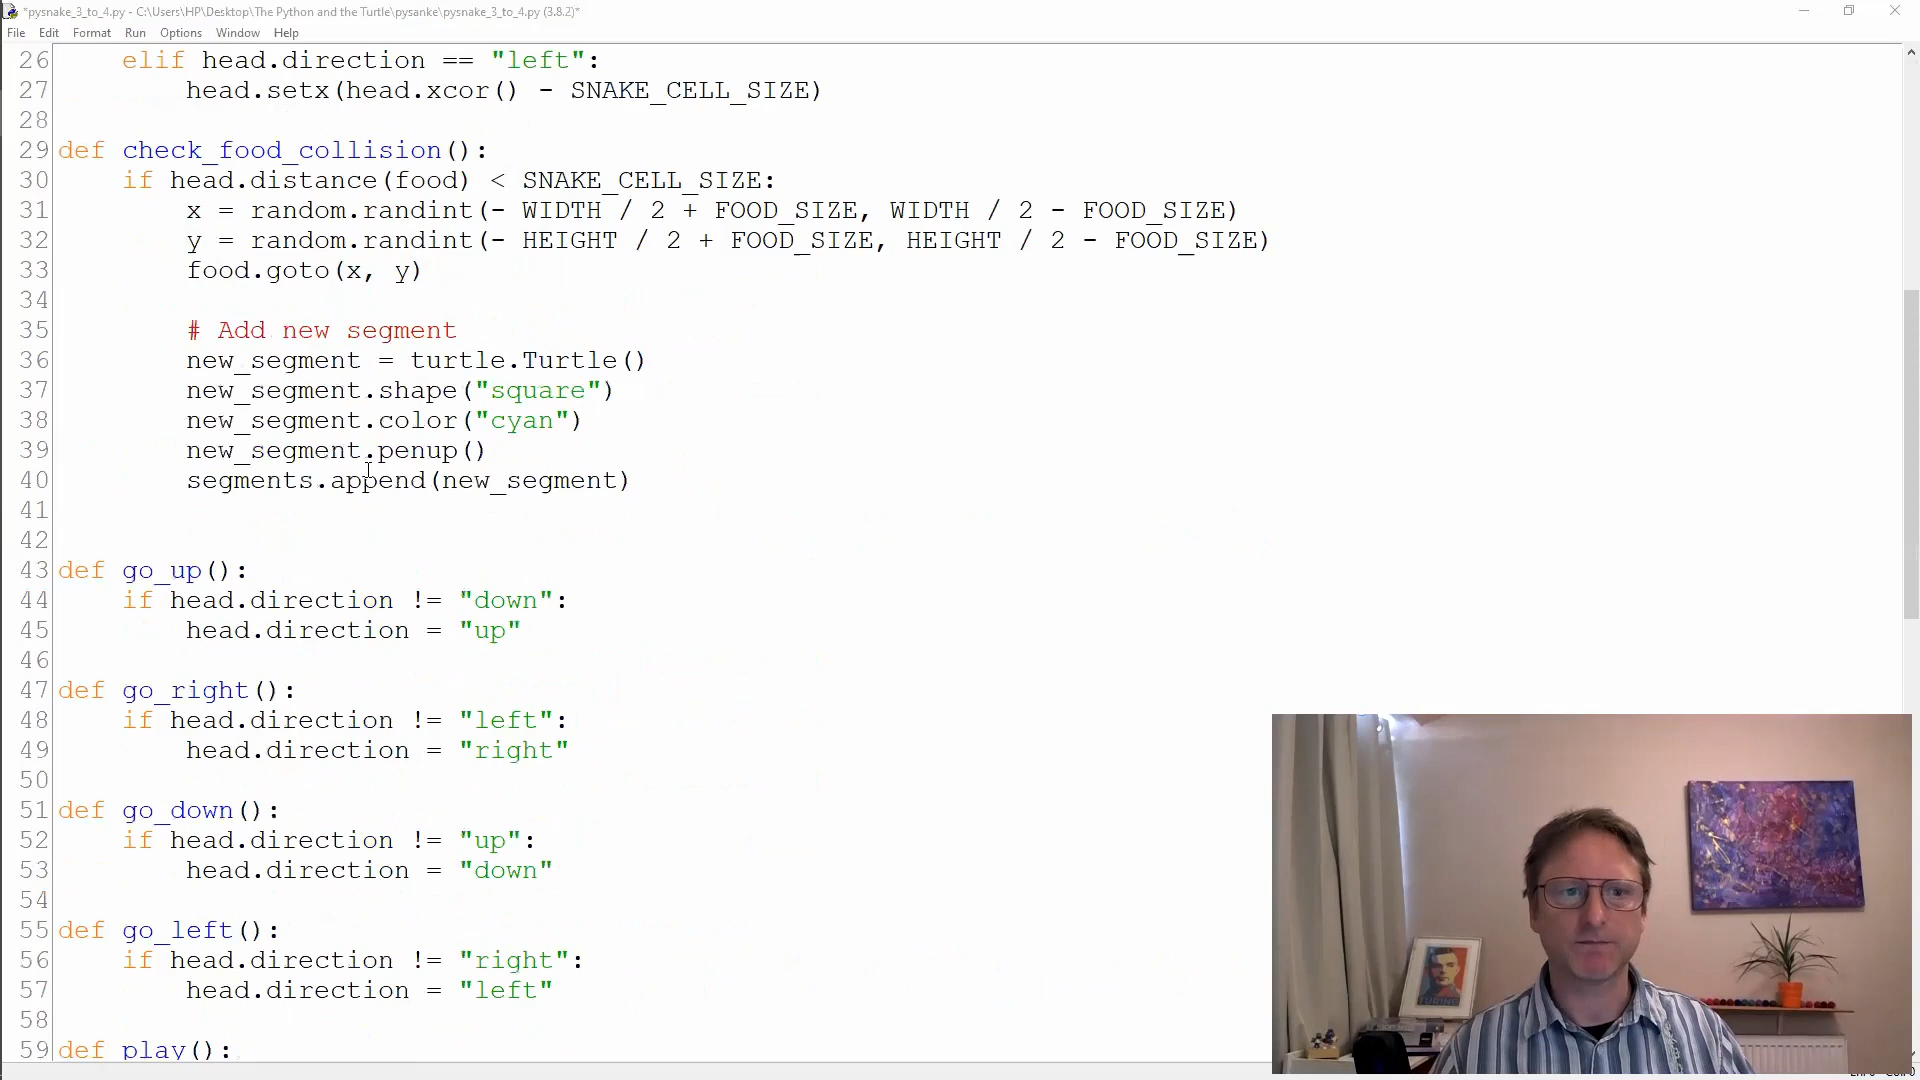 *pysnake_3_to_4.py - C:\Users\HP\Desktop\The Python and the Turtle\pysanke\pysnake_3_to_4.py (3.8.2)*
File Edit Format Run Options Window Help
26 elif head.direction == "left":
27 head.setx(head.xcor() - SNAKE_CELL_SIZE)
28
29 def check_food_collision():
30 if head.distance(food) < SNAKE_CELL_SIZE:
31 x = random.randint(- WIDTH / 2 + FOOD_SIZE, WIDTH / 2 - FOOD_SIZE)
32 y = random.randint(- HEIGHT / 2 + FOOD_SIZE, HEIGHT / 2 - FOOD_SIZE)
33 food.goto(x, y)
34
35 # Add new segment
36 new_segment = turtle.Turtle()
37 new_segment.shape("square")
38 new_segment.color("cyan")
39 new_segment.penup()
40 segments.append(new_segment)
41
42
43 def go_up():
44 if head.direction != "down":
45 head.direction = "up"
46
47 def go_right():
48 if head.direction != "left":
49 head.direction = "right"
50
51 def go_down():
52 if head.direction != "up":
53 head.direction = "down"
54
55 def go_left():
56 if head.direction != "right":
57 head.direction = "left"
58
59 def play():
TURING